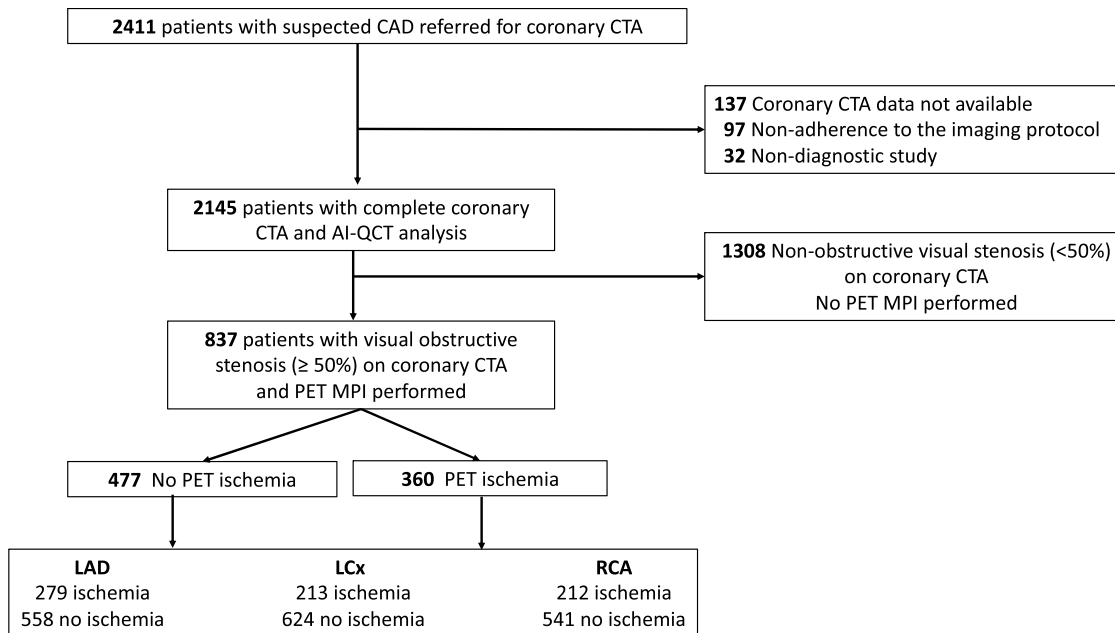 2411 patients with suspected CAD referred for coronary CTA
137 Coronary CTA data not available
97 Non-adherence to the imaging protocol
32 Non-diagnostic study
2145 patients with complete coronary
CTA and AI-QCT analysis
1308 Non-obstructive visual stenosis (<50%)
on coronary CTA
No PET MPI performed
837 patients with visual obstructive
stenosis (≥ 50%) on coronary CTA
and PET MPI performed
477 No PET ischemia
360 PET ischemia
LAD
279 ischemia
558 no ischemia
LCx
213 ischemia
624 no ischemia
RCA
212 ischemia
541 no ischemia